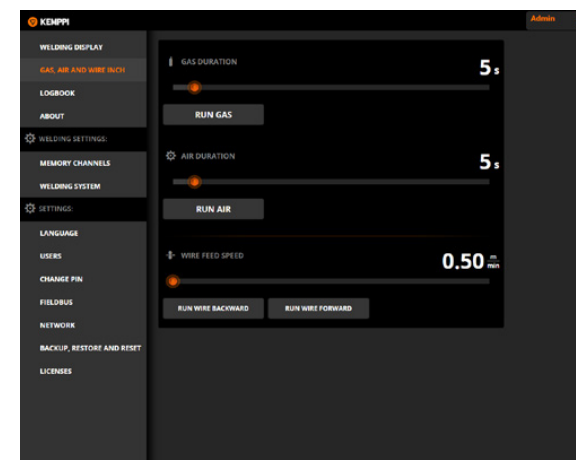 KEMPPI
Admin
WELDING DISPLAY
GAS, AIR AND WIRE INCH
LOGBOOK
ABOUT
WELDING SETTINGS:
MEMORY CHANNELS
WELDING SYSTEM
SETTINGS:
LANGUAGE
USERS
CHANGE PIN
FIELDBUS
NETWORK
BACKUP, RESTORE AND RESET
LICENSES
GAS DURATION
5 s
RUN GAS
AIR DURATION
5 s
RUN AIR
WIRE FEED SPEED
0.50 m/min
RUN WIRE BACKWARD
RUN WIRE FORWARD